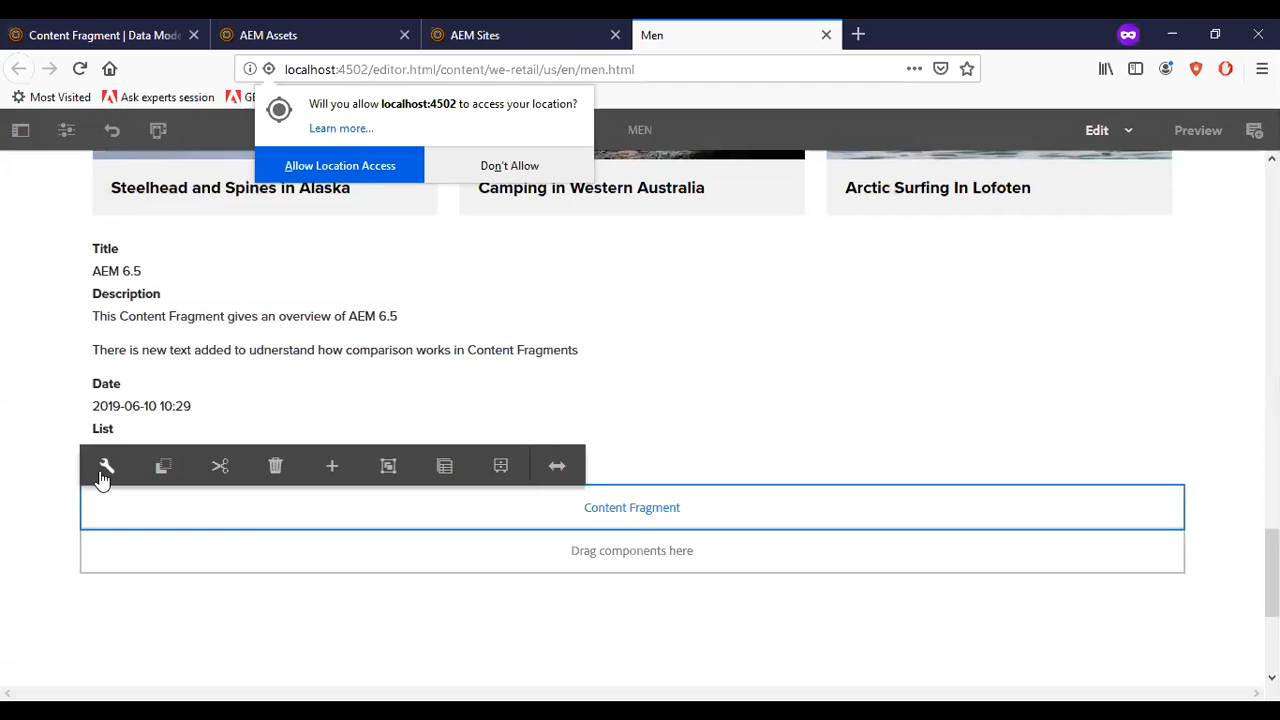 Content Fragment | Data Mode
AEM Assets
AEM Sites
Men
localhost:4502/editor.html/content/we-retail/us/en/men.html
Most Visited
Ask experts session
Will you allow localhost:4502 to access your location?
Learn more...
Allow Location Access
Don't Allow
MEN
Edit
Preview
Steelhead and Spines in Alaska
Camping in Western Australia
Arctic Surfing In Lofoten
Title
AEM 6.5
Description
This Content Fragment gives an overview of AEM 6.5
There is new text added to udnerstand how comparison works in Content Fragments
Date
2019-06-10 10:29
List
Content Fragment
Drag components here